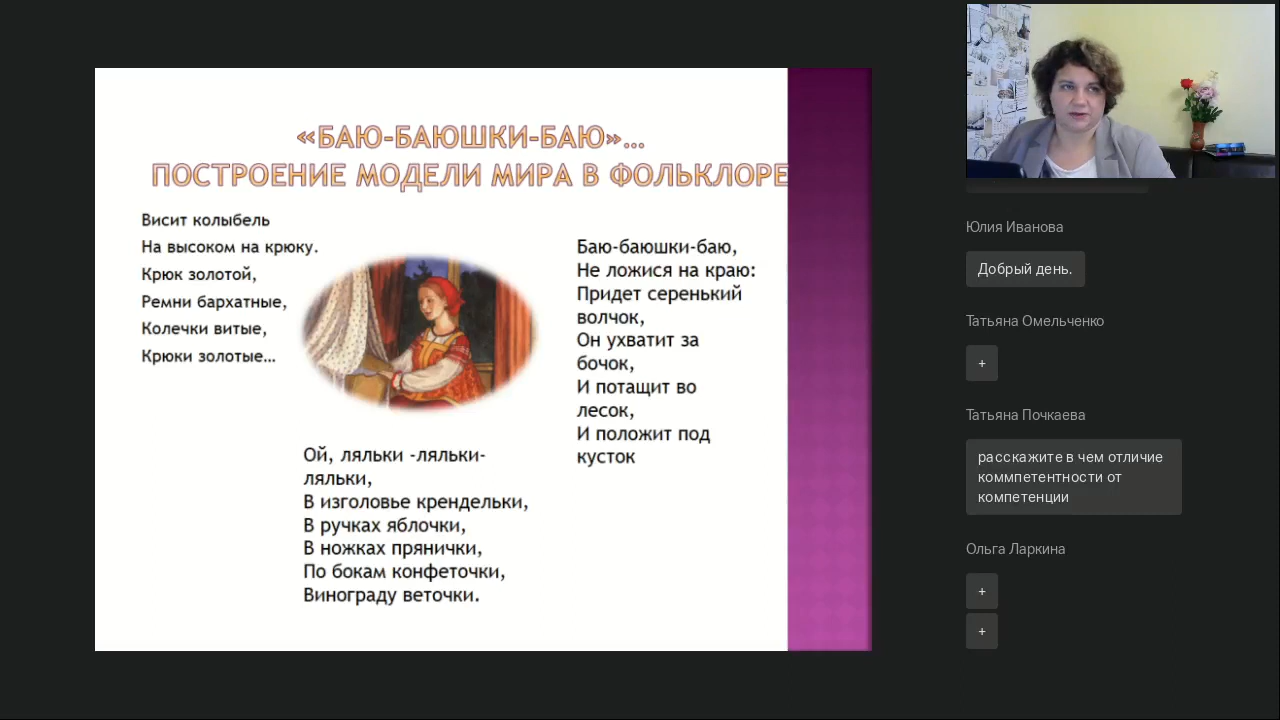 «БАЮ-БАЮШКИ-БАЮ»…
ПОСТРОЕНИЕ МОДЕЛИ МИРА В ФОЛЬКЛОРЕ
Висит колыбель
На высоком на крюку.
Крюк золотой,
Ремни бархатные,
Колечки витые,
Крюки золотые…
Ой, ляльки -ляльки-
ляльки,
В изголовье крендельки,
В ручках яблочки,
В ножках прянички,
По бокам конфеточки,
Винограду веточки.
Баю-баюшки-баю,
Не ложися на краю:
Придет серенький
волчок,
Он ухватит за
бочок,
И потащит во
лесок,
И положит под
кусток
Юлия Иванова
Добрый день.
Татьяна Омельченко
+
Татьяна Почкаева
расскажите в чем отличие
коммпетентности от
компетенции
Ольга Ларкина
+
+